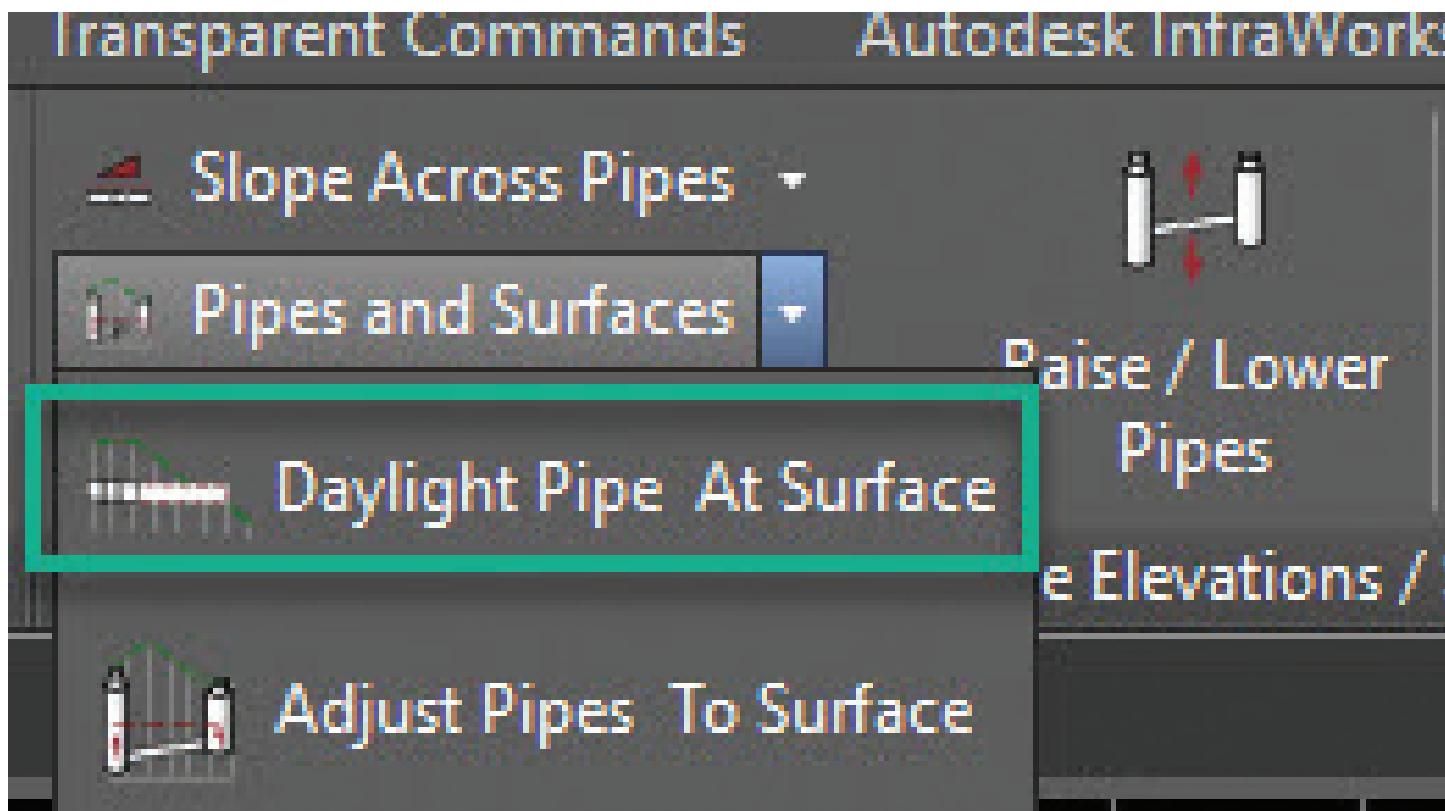 Transparent Commands
Autodesk InfraWorks
Slope Across Pipes
Pipes and Surfaces
Raise / Lower
Pipes
Daylight Pipe At Surface
e Elevations /
Adjust Pipes To Surface